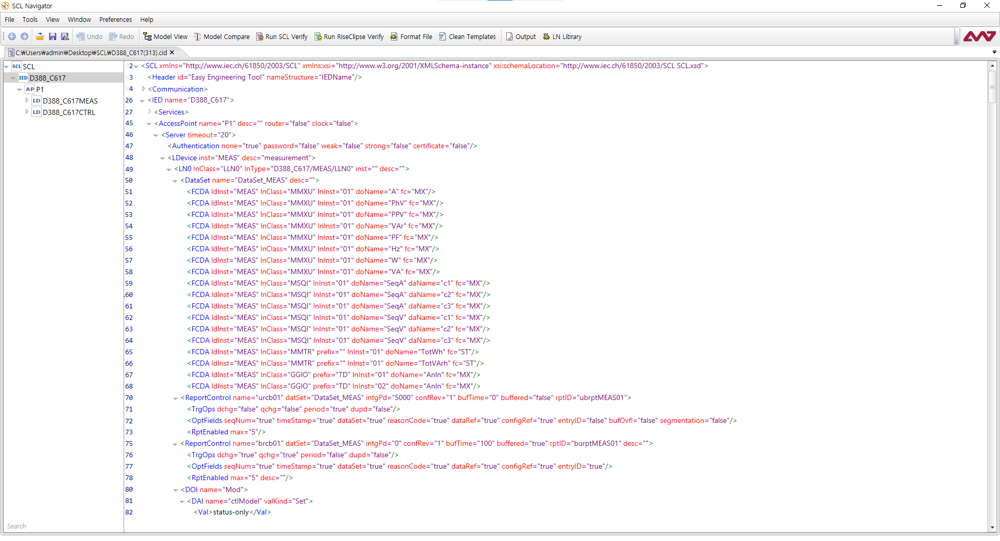 SCL Navigator
File Tools View Window Preferences Help
Undo Redo Model View Model Compare Run SCL Verify Run RiseClipse Verify Format File Clean Templates Output LN Library
C:₩Users₩admin₩Desktop₩SCL₩D388_C617(313).cid
SCL SCL
IED D388_C617
AP P1
LD D388_C617MEAS
LD D388_C617CTRL
Search
02 <SCL xmlns="http://www.iec.ch/61850/2003/SCL" xmlns:xsi="http://www.w3.org/2001/XMLSchema-instance" xsi:schemaLocation="http://www.iec.ch/61850/2003/SCL SCL.xsd">
03 <Header id="Easy Engineering Tool" nameStructure="IEDName"/>
04 <Communication>
26 <IED name="D388_C617">
27 <Services>
45 <AccessPoint name="P1" desc="" router="false" clock="false">
46 <Server timeout="20">
47 <Authentication none="true" password="false" weak="false" strong="false" certificate="false"/>
48 <LDevice inst="MEAS" desc="measurement">
49 <LN0 lnClass="LLN0" lnType="D388_C617/MEAS/LLN0" inst="" desc="">
50 <DataSet name="DataSet_MEAS" desc="">
51 <FCDA ldInst="MEAS" lnClass="MMXU" lnInst="01" doName="A" fc="MX"/>
52 <FCDA ldInst="MEAS" lnClass="MMXU" lnInst="01" doName="PhV" fc="MX"/>
53 <FCDA ldInst="MEAS" lnClass="MMXU" lnInst="01" doName="PPV" fc="MX"/>
54 <FCDA ldInst="MEAS" lnClass="MMXU" lnInst="01" doName="VAr" fc="MX"/>
55 <FCDA ldInst="MEAS" lnClass="MMXU" lnInst="01" doName="PF" fc="MX"/>
56 <FCDA ldInst="MEAS" lnClass="MMXU" lnInst="01" doName="Hz" fc="MX"/>
57 <FCDA ldInst="MEAS" lnClass="MMXU" lnInst="01" doName="W" fc="MX"/>
58 <FCDA ldInst="MEAS" lnClass="MMXU" lnInst="01" doName="VA" fc="MX"/>
59 <FCDA ldInst="MEAS" lnClass="MSQI" lnInst="01" doName="SeqA" daName="c1" fc="MX"/>
60 <FCDA ldInst="MEAS" lnClass="MSQI" lnInst="01" doName="SeqA" daName="c2" fc="MX"/>
61 <FCDA ldInst="MEAS" lnClass="MSQI" lnInst="01" doName="SeqA" daName="c3" fc="MX"/>
62 <FCDA ldInst="MEAS" lnClass="MSQI" lnInst="01" doName="SeqV" daName="c1" fc="MX"/>
63 <FCDA ldInst="MEAS" lnClass="MSQI" lnInst="01" doName="SeqV" daName="c2" fc="MX"/>
64 <FCDA ldInst="MEAS" lnClass="MSQI" lnInst="01" doName="SeqV" daName="c3" fc="MX"/>
65 <FCDA ldInst="MEAS" lnClass="MMTR" prefix="" lnInst="01" doName="TotWh" fc="ST"/>
66 <FCDA ldInst="MEAS" lnClass="MMTR" prefix="" lnInst="01" doName="TotVArh" fc="ST"/>
67 <FCDA ldInst="MEAS" lnClass="GGIO" prefix="TD" lnInst="01" doName="AnIn" fc="MX"/>
68 <FCDA ldInst="MEAS" lnClass="GGIO" prefix="TD" lnInst="02" doName="AnIn" fc="MX"/>
70 <ReportControl name="urcb01" datSet="DataSet_MEAS" intgPd="5000" confRev="1" bufTime="0" buffered="false" rptID="ubrptMEAS01">
71 <TrgOps dchg="false" qchg="false" period="true" dupd="false"/>
72 <OptFields seqNum="true" timeStamp="true" dataSet="true" reasonCode="true" dataRef="true" configRef="true" entryID="false" bufOvfl="false" segmentation="false"/>
73 <RptEnabled max="5"/>
75 <ReportControl name="brcb01" datSet="DataSet_MEAS" intgPd="0" confRev="1" bufTime="100" buffered="true" rptID="burptMEAS01" desc="">
76 <TrgOps dchg="true" qchg="true" period="false" dupd="false"/>
77 <OptFields seqNum="true" timeStamp="true" dataSet="true" reasonCode="true" dataRef="true" configRef="true" entryID="true"/>
78 <RptEnabled max="5" desc=""/>
80 <DOI name="Mod">
81 <DAI name="ctlModel" valKind="Set">
82 <Val>status-only</Val>